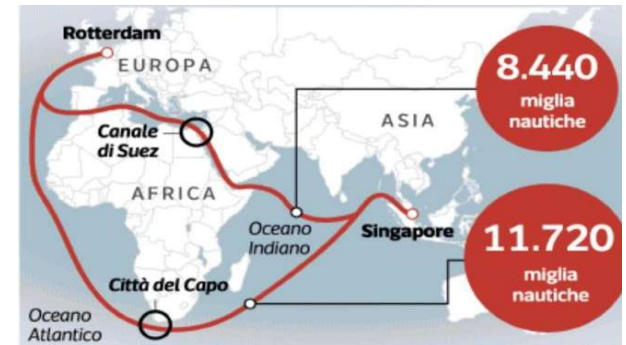 Rotterdam
EUROPA
8.440
miglia
nautiche
ASIA
Canale
di Suez
AFRICA
Oceano
Indiano
Singapore
11.720
miglia
nautiche
Città del Capo
Oceano
Atlantico